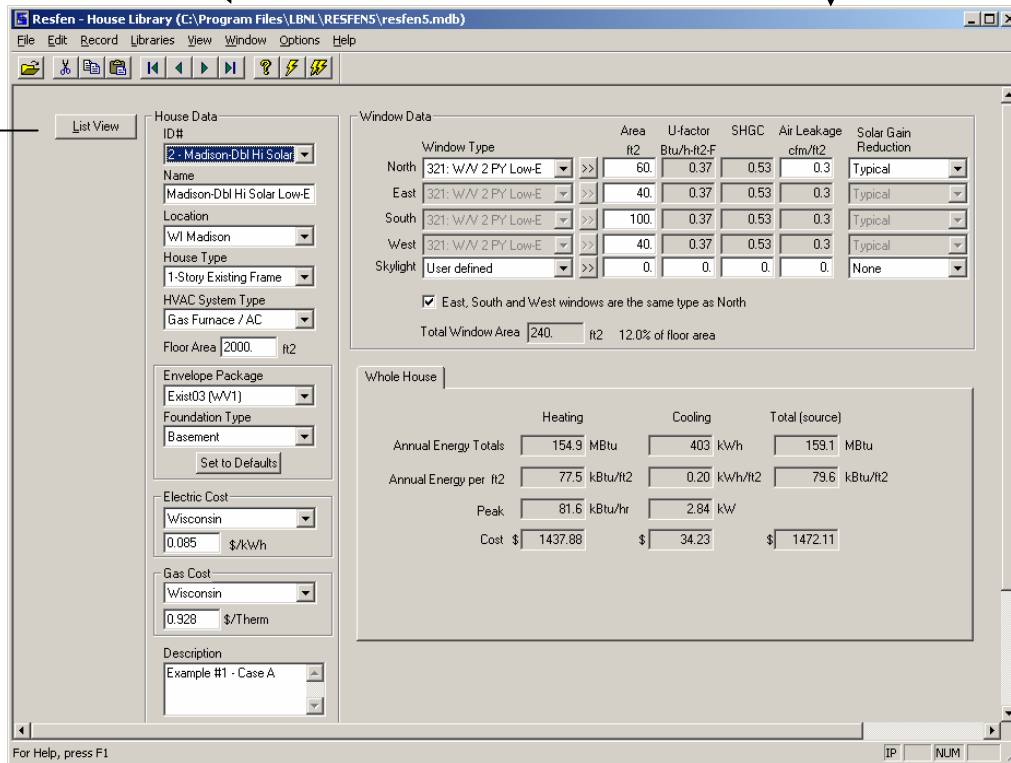 Resfen - House Library (C:\Program Files\LBNL\RESFEN5\resfen5.mdb)
File Edit Record Libraries View Window Options Help
List View
House Data
ID#
2 - Madison-Dbl Hi Solar
Name
Madison-Dbl Hi Solar Low-E
Location
WI Madison
House Type
1-Story Existing Frame
HVAC System Type
Gas Furnace / AC
Floor Area 2000. ft2
Envelope Package
Exist03 (WV1)
Foundation Type
Basement
Set to Defaults
Electric Cost
Wisconsin
0.085 $/kWh
Gas Cost
Wisconsin
0.928 $/Therm
Description
Example #1 - Case A
Window Data
Window Type Area ft2 U-factor Btu/h-ft2-F SHGC Air Leakage cfm/ft2 Solar Gain Reduction
North 321: W/V 2 PY Low-E >> 60. 0.37 0.53 0.3 Typical
East 321: W/V 2 PY Low-E >> 40. 0.37 0.53 0.3 Typical
South 321: W/V 2 PY Low-E >> 100. 0.37 0.53 0.3 Typical
West 321: W/V 2 PY Low-E >> 40. 0.37 0.53 0.3 Typical
Skylight User defined >> 0. 0. 0. 0. None
East, South and West windows are the same type as North
Total Window Area 240. ft2 12.0% of floor area
Whole House
Heating Cooling Total (source)
Annual Energy Totals 154.9 MBtu 403 kWh 159.1 MBtu
Annual Energy per ft2 77.5 kBtu/ft2 0.20 kWh/ft2 79.6 kBtu/ft2
Peak 81.6 kBtu/hr 2.84 kW
Cost $ 1437.88 $ 34.23 $ 1472.11
For Help, press F1
IP NUM